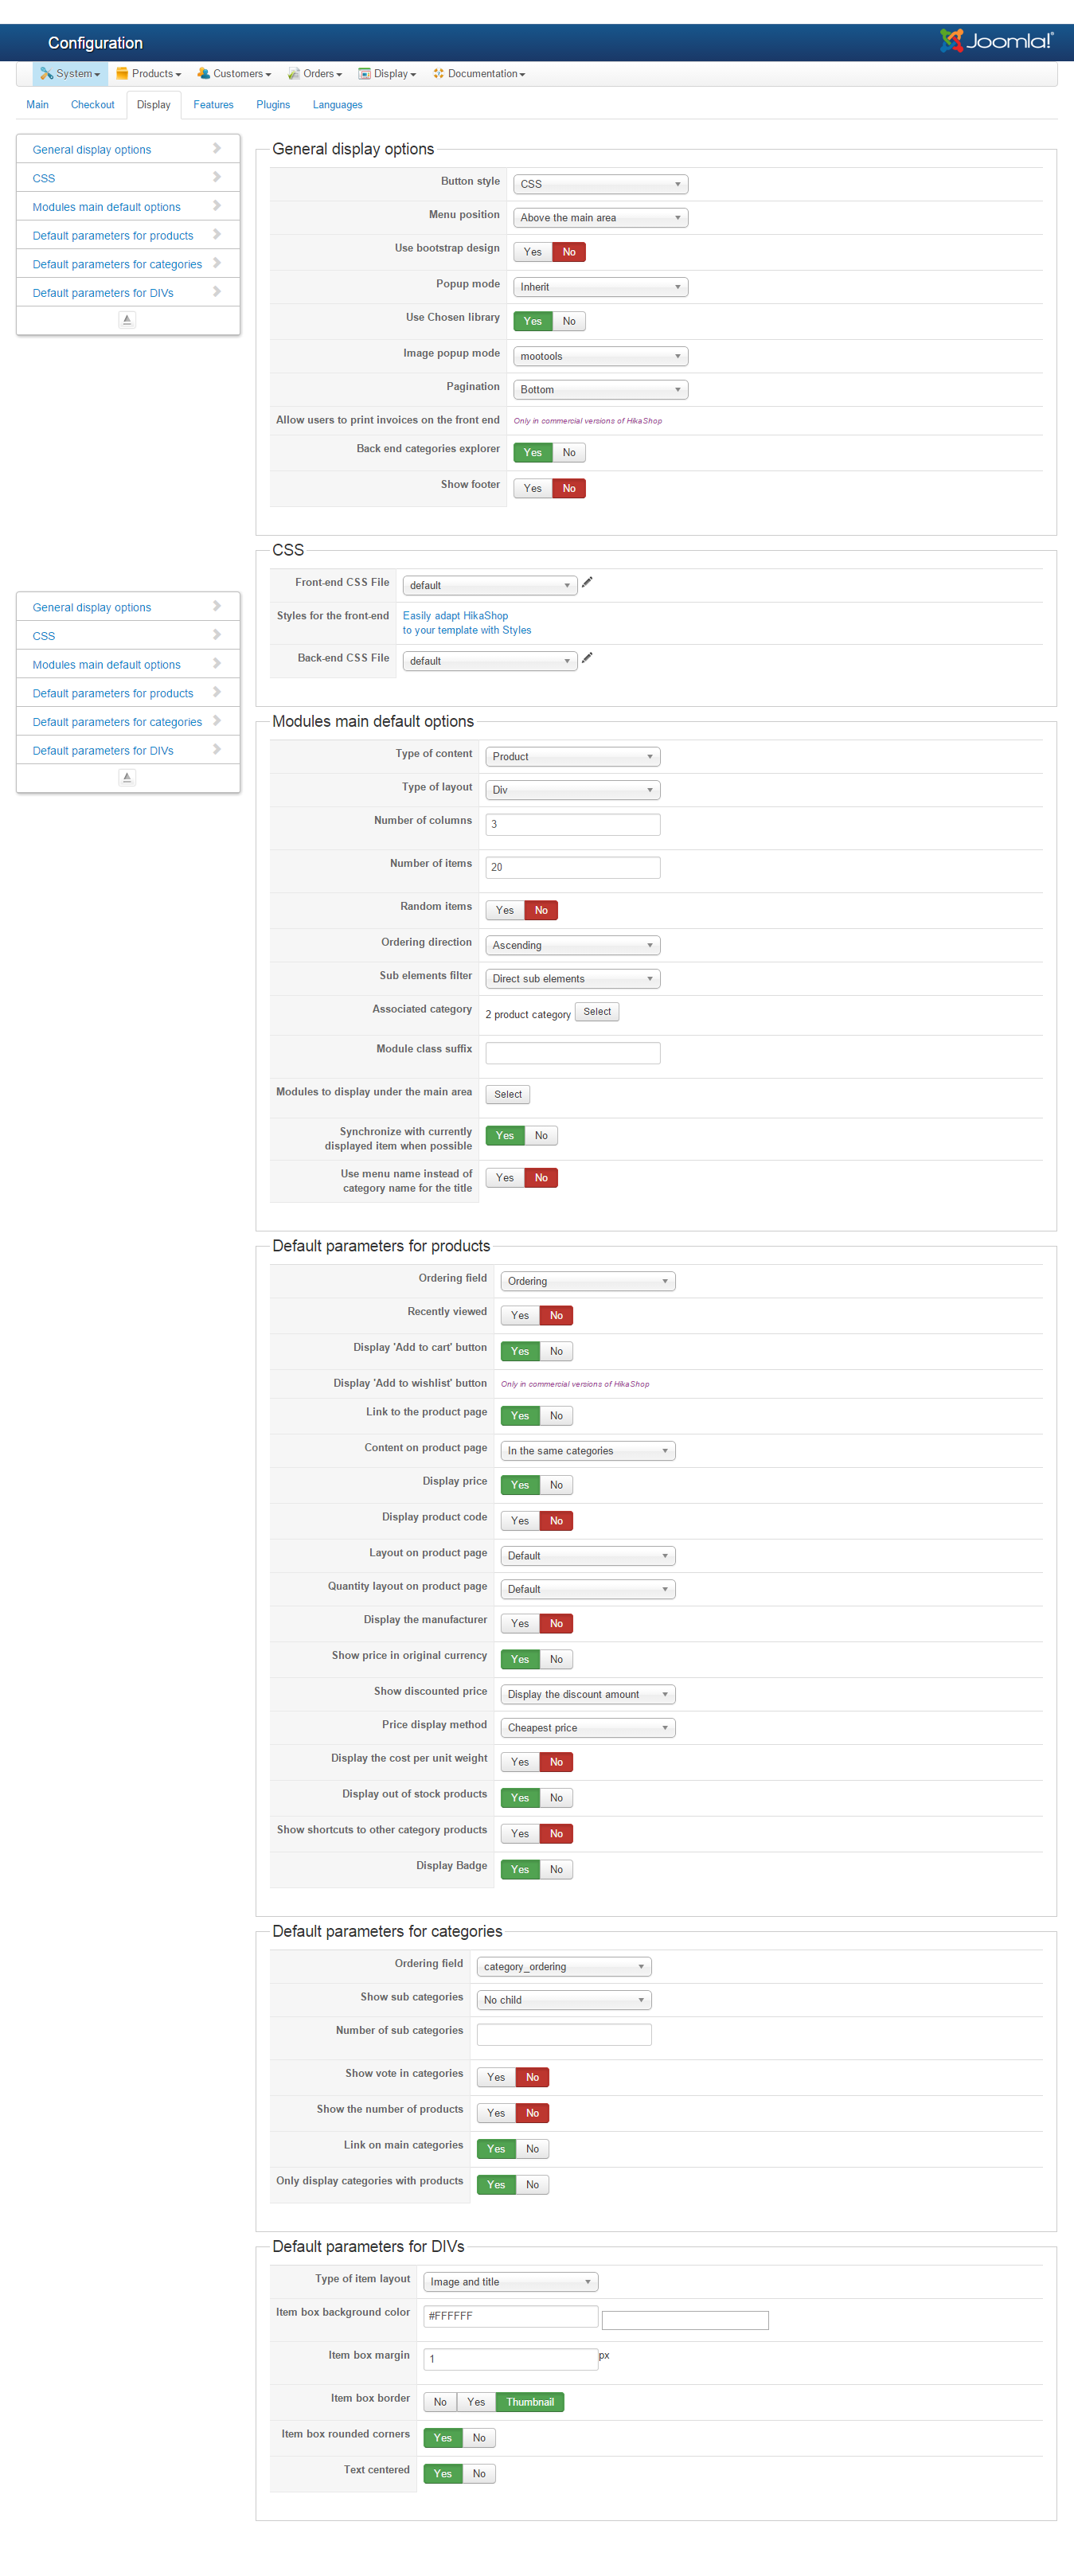 Configuration
Joomla!®
System Products Customers Orders Display Documentation
Main Checkout Display Features Plugins Languages
General display options
CSS
Modules main default options
Default parameters for products
Default parameters for categories
Default parameters for DIVs
General display options
Button style CSS
Menu position Above the main area
Use bootstrap design Yes No
Popup mode Inherit
Use Chosen library Yes No
Image popup mode mootools
Pagination Bottom
Allow users to print invoices on the front end Only in commercial versions of HikaShop
Back end categories explorer Yes No
Show footer Yes No
CSS
Front-end CSS File default
Styles for the front-end Easily adapt HikaShop
to your template with Styles
Back-end CSS File default
General display options
CSS
Modules main default options
Default parameters for products
Default parameters for categories
Default parameters for DIVs
Modules main default options
Type of content Product
Type of layout Div
Number of columns 3
Number of items 20
Random items Yes No
Ordering direction Ascending
Sub elements filter Direct sub elements
Associated category 2 product category Select
Module class suffix
Modules to display under the main area Select
Synchronize with currently
displayed item when possible Yes No
Use menu name instead of
category name for the title Yes No
Default parameters for products
Ordering field Ordering
Recently viewed Yes No
Display 'Add to cart' button Yes No
Display 'Add to wishlist' button Only in commercial versions of HikaShop
Link to the product page Yes No
Content on product page In the same categories
Display price Yes No
Display product code Yes No
Layout on product page Default
Quantity layout on product page Default
Display the manufacturer Yes No
Show price in original currency Yes No
Show discounted price Display the discount amount
Price display method Cheapest price
Display the cost per unit weight Yes No
Display out of stock products Yes No
Show shortcuts to other category products Yes No
Display Badge Yes No
Default parameters for categories
Ordering field category_ordering
Show sub categories No child
Number of sub categories
Show vote in categories Yes No
Show the number of products Yes No
Link on main categories Yes No
Only display categories with products Yes No
Default parameters for DIVs
Type of item layout Image and title
Item box background color #FFFFFF
Item box margin 1 px
Item box border No Yes Thumbnail
Item box rounded corners Yes No
Text centered Yes No